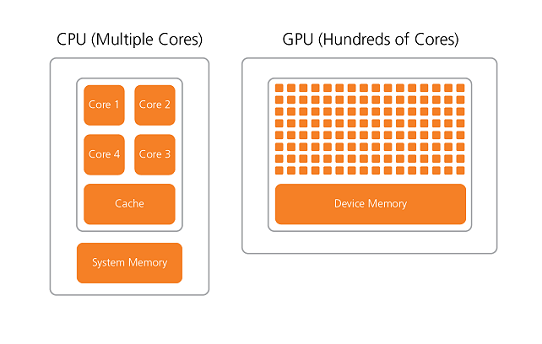 CPU (Multiple Cores)
Core 1
Core 2
Core 4
Core 3
Cache
System Memory
GPU (Hundreds of Cores)
Device Memory